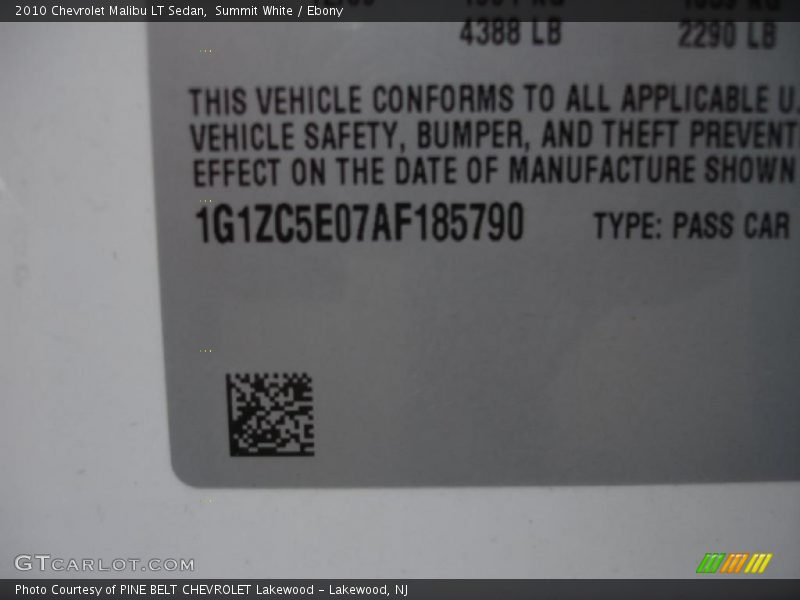 2010 Chevrolet Malibu LT Sedan, Summit White / Ebony
4388 LB 2290 LB
THIS VEHICLE CONFORMS TO ALL APPLICABLE U.
VEHICLE SAFETY, BUMPER, AND THEFT PREVENT
EFFECT ON THE DATE OF MANUFACTURE SHOWN
1G1ZC5E07AF185790 TYPE: PASS CAR
GTCARLOT.COM
Photo Courtesy of PINE BELT CHEVROLET Lakewood - Lakewood, NJ